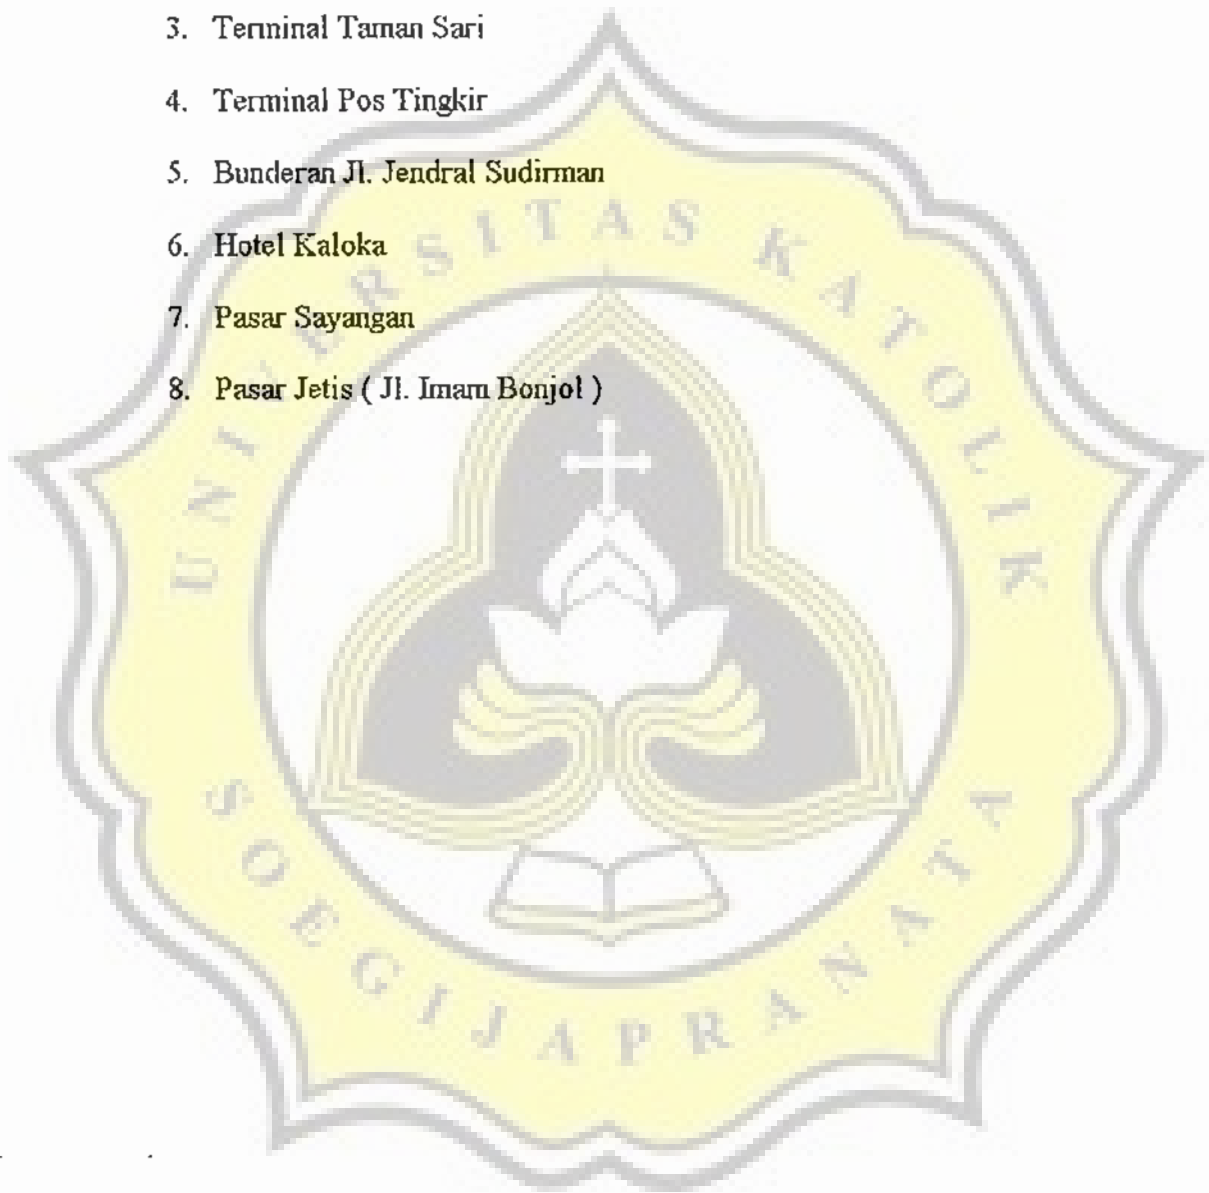 3. Terminal Taman Sari
4. Terminal Pos Tingkir
5. Bunderan Jl. Jendral Sudirman
6. Hotel Kaloka
7. Pasar Sayangan
8. Pasar Jetis ( Jl. Imam Bonjol )
UNIVERSITAS KATOLIK
SOEGIJAPRANATA